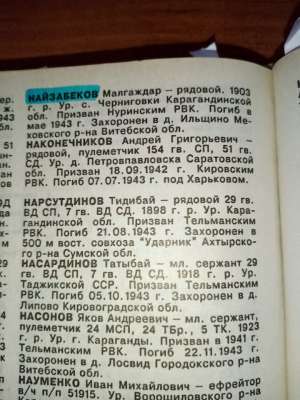 НАЙЗАБЕКОВ Малгаждар – рядовой. 1903
г. р. Ур. с. Черниговки Карагандинской
обл. Призван Нуринским РВК. Погиб в
мае 1943 г. Захоронен в д. Ильщино Ме-
ховского р-на Витебской обл.
НАКОНЕЧНИКОВ Андрей Григорьевич –
рядовой, пулеметчик 154 гв. СП, 51 гв.
СД. Ур. д. Петропавловска Саратовской
обл. Призван 18.09.1942 г. Кировским
РВК. Погиб 07.07.1943 г. под Харьковом.
НАРСУТДИНОВ Тидибай – рядовой 29 гв.
ВД СП, 7 гв. ВД СД. 1898 г. р. Ур. Кара-
гандинской обл. Призван Тельманским
РВК. Погиб 21.08.1943 г. Захоронен в
500 м вост. совхоза "Ударник" Ахтырско-
го р-на Сумской обл.
НАСАРДИНОВ Татыбай – мл. сержант 29
гв. ВД СП, 7 гв. ВД СД. 1918 г. р. Ур.
Таджикской ССР. Призван Тельманским
РВК. Погиб 05.10.1943 г. Захоронен в д.
Липово Кировоградской обл.
НАСОНОВ Яков Андреевич – мл. сержант,
пулеметчик 24 МСП, 24 ТБр., 5 ТК. 1923
г. р. Ур. г. Караганды. Призван в 1941 г.
Тельманским РВК. Погиб 22.11.1943 г.
Захоронен в д. Лосвид Городокского р-на
Витебской обл.
НАУМЕНКО Иван Михайлович – ефрейтор
в/ч п/п 51915. Ур. Ворошиловского р-на